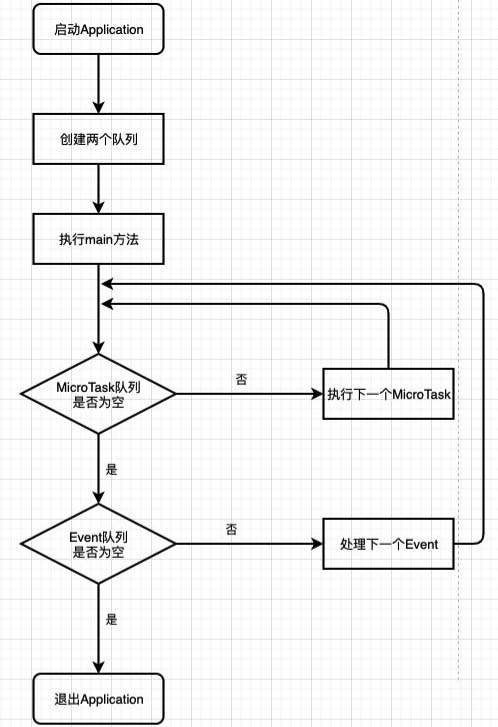 启动Application
创建两个队列
执行main方法
MicroTask队列
是否为空
否
执行下一个MicroTask
是
Event队列
是否为空
否
处理下一个Event
是
退出Application